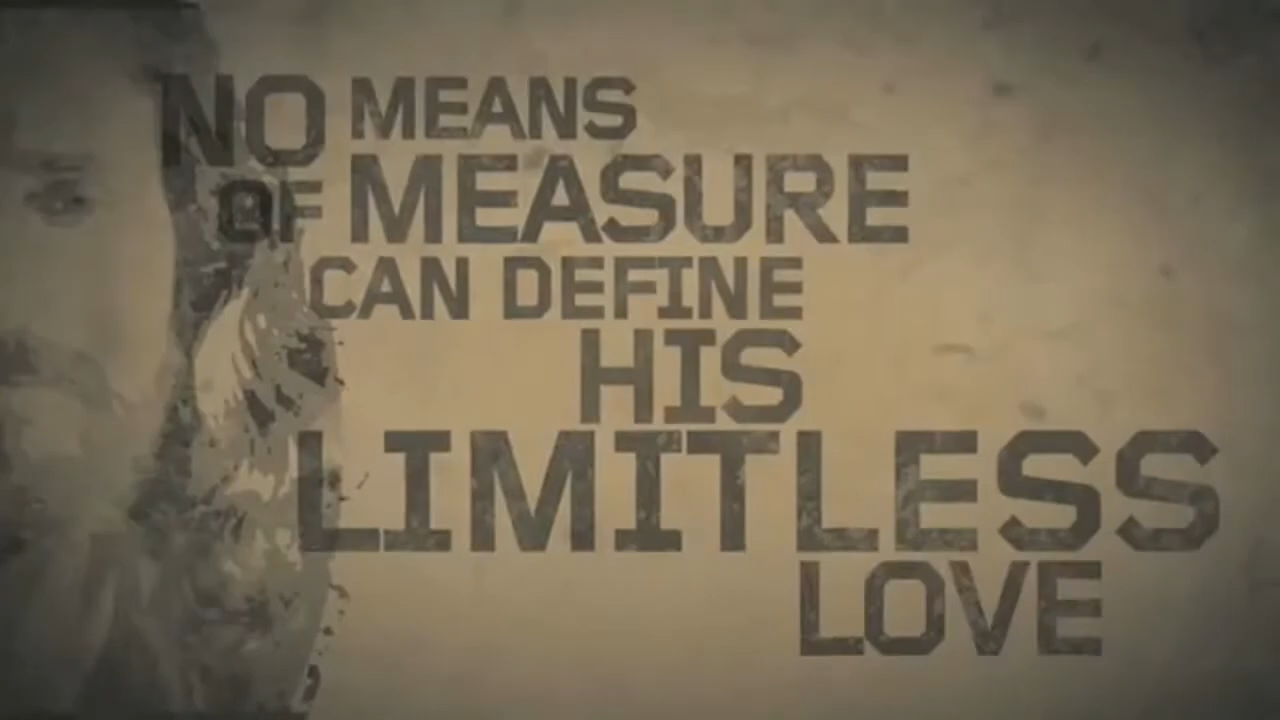 NO MEANS
OF MEASURE
CAN DEFINE
HIS
LIMITLESS
LOVE